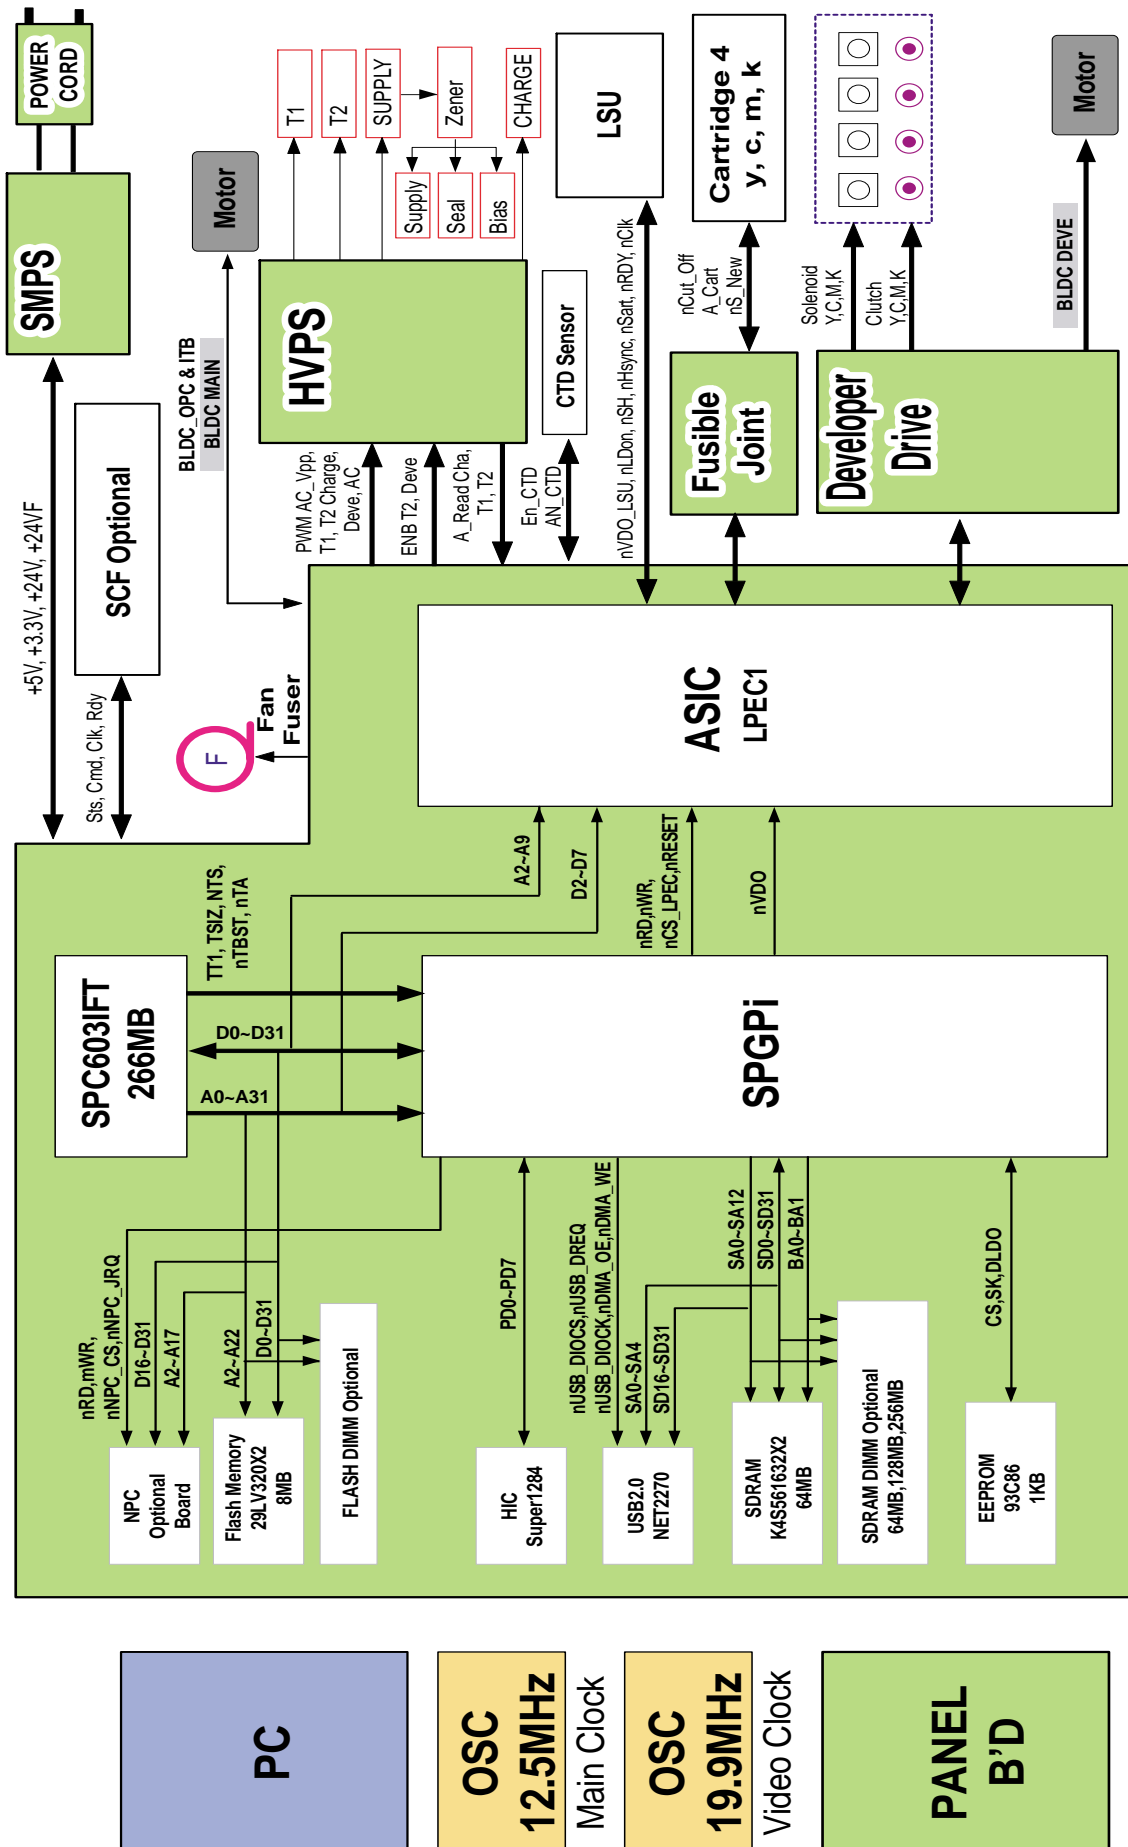 POWER
CORD
SMPS
+5V, +3.3V, +24V, +24VF
SCF Optional
Sts, Cmd, Clk, Rdy
Motor
BLDC_OPC & ITB
BLDC MAIN
F
Fan
Fuser
T1
T2
SUPPLY
Zener
CHARGE
Supply
Seal
Bias
HVPS
PWM AC_Vpp,
T1, T2 Charge,
Deve, AC
ENB T2, Deve
A_Read Cha,
T1, T2
CTD Sensor
En_CTD
AN_CTD
LSU
nVDO_LSU, nLDon, nSH, nHsync, nSart, nRDY, nClk
Cartridge 4
y, c, m, k
nCut_Off
A_Cart
nS_New
Fusible
Joint
Solenoid
Y,C,M,K
Clutch
Y,C,M,K
Developer
Drive
Motor
BLDC DEVE
ASIC
LPEC1
A2~A9
D2~D7
nRD,nWR,
nCS_LPEC,nRESET
nVDO
SPC603IFT
266MB
TT1, TSIZ, NTS,
nTBST, nTA
D0~D31
A0~A31
SPGPi
nRD,mWR,
nNPC_CS,nNPC_JRQ
D16~D31
A2~A17
A2~A22
D0~D31
PD0~PD7
nUSB_DIOCS,nUSB_DREQ
nUSB_DIOCK,nDMA_OE,nDMA_WE
SA0~SA4
SD16~SD31
SA0~SA12
SD0~SD31
BA0~BA1
CS,SK,DLDO
NPC
Optional
Board
Flash Memory
29LV320X2
8MB
FLASH DIMM Optional
HIC
Super1284
USB2.0
NET2270
SDRAM
K4S561632X2
64MB
SDRAM DIMM Optional
64MB,128MB,256MB
EEPROM
93C86
1KB
PC
OSC
12.5MHz
Main Clock
OSC
19.9MHz
Video Clock
PANEL
B’D